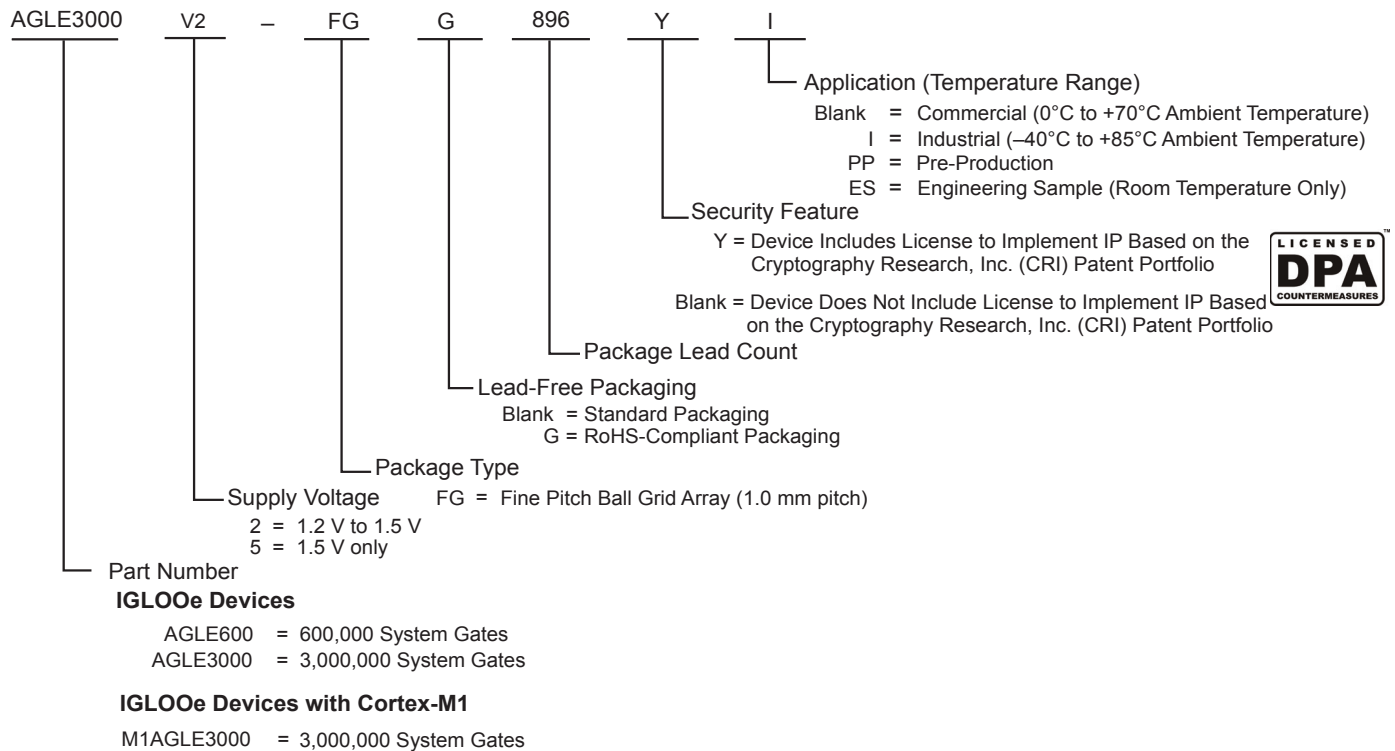 AGLE3000 V2 – FG G 896 Y I
Application (Temperature Range)
Blank = Commercial (0°C to +70°C Ambient Temperature)
I = Industrial (–40°C to +85°C Ambient Temperature)
PP = Pre-Production
ES = Engineering Sample (Room Temperature Only)
Security Feature
Y = Device Includes License to Implement IP Based on the
Cryptography Research, Inc. (CRI) Patent Portfolio
LICENSED
DPA
COUNTERMEASURES
™
Blank = Device Does Not Include License to Implement IP Based
on the Cryptography Research, Inc. (CRI) Patent Portfolio
Package Lead Count
Lead-Free Packaging
Blank = Standard Packaging
G = RoHS-Compliant Packaging
Package Type
FG = Fine Pitch Ball Grid Array (1.0 mm pitch)
Supply Voltage
2 = 1.2 V to 1.5 V
5 = 1.5 V only
Part Number
IGLOOe Devices
AGLE600 = 600,000 System Gates
AGLE3000 = 3,000,000 System Gates
IGLOOe Devices with Cortex-M1
M1AGLE3000 = 3,000,000 System Gates